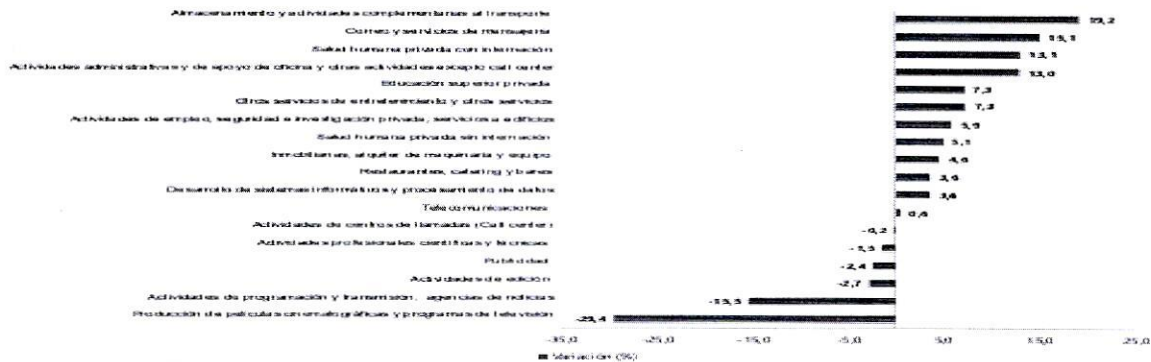 Almacenamiento y actividades complementarias al transporte 19,2
Correo y servicios de mensajería 15,1
Salud humana privada con internación 13,1
Actividades administrativas y de apoyo de oficina y otras actividades excepto call center 13,0
Educación superior privada 7,3
Otros servicios de entretenimiento y otros servicios 7,3
Actividades de empleo, seguridad e investigación privada, servicios a edificios 5,9
Salud humana privada sin internación 5,1
Inmobiliarias, alquiler de maquinaria y equipo 4,6
Restaurantes, catering y bares 3,6
Desarrollo de sistemas informáticos y procesamiento de datos 3,6
Telecomunicaciones 0,6
Actividades de centros de llamadas (Call center) -0,2
Actividades profesionales científicas y técnicas -1,5
Publicidad -2,4
Actividades de edición -2,7
Actividades de programación y transmisión, agencias de noticias -15,5
Producción de películas cinematográficas y programas de televisión -29,4
-35,0 -25,0 -15,0 -5,0 5,0 15,0 25,0
Variación (%)